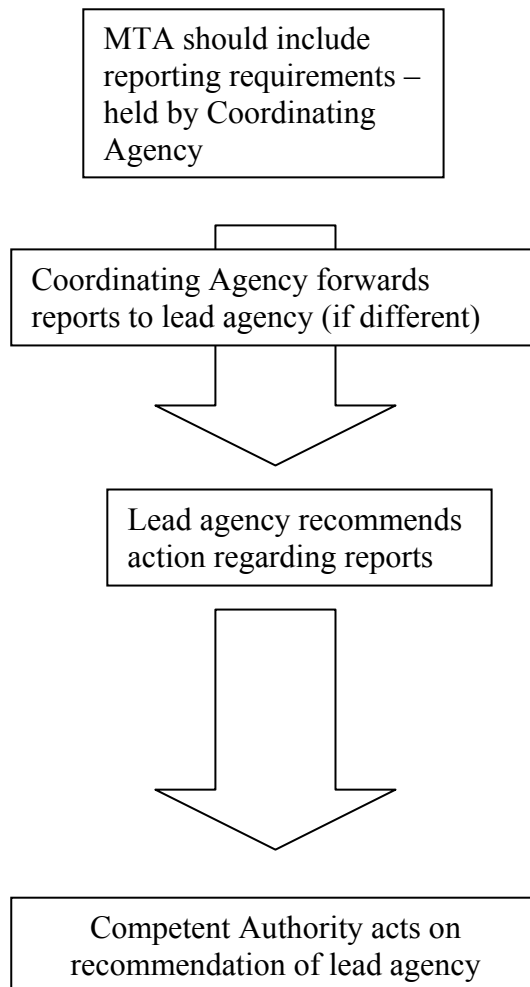 MTA should include
reporting requirements –
held by Coordinating
Agency
Coordinating Agency forwards
reports to lead agency (if different)
Lead agency recommends
action regarding reports
Competent Authority acts on
recommendation of lead agency